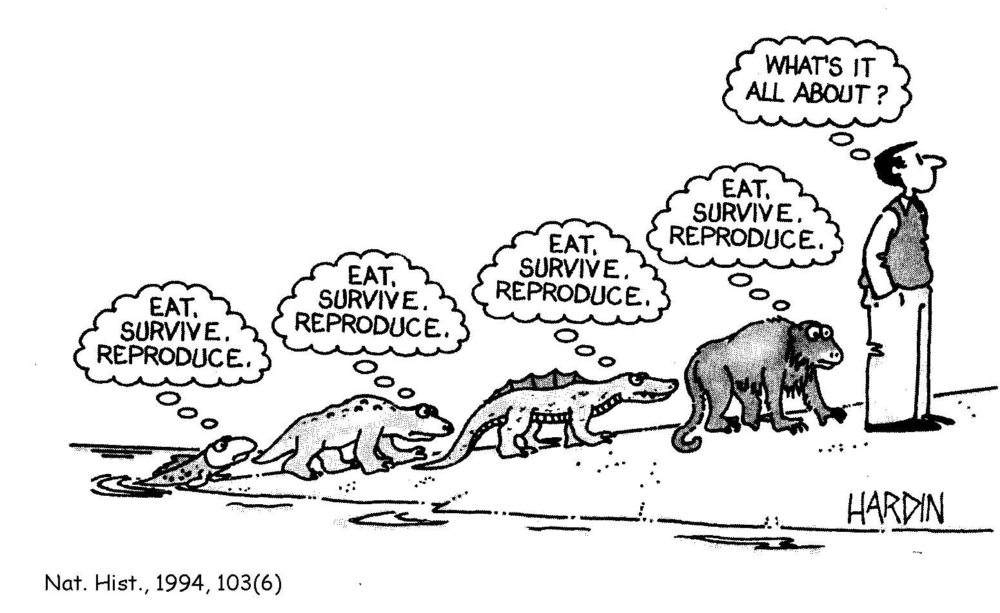 WHAT'S IT
ALL ABOUT?
EAT.
SURVIVE.
REPRODUCE.
EAT.
SURVIVE.
REPRODUCE.
EAT.
SURVIVE.
REPRODUCE.
EAT.
SURVIVE.
REPRODUCE.
HARDIN
Nat. Hist., 1994, 103(6)